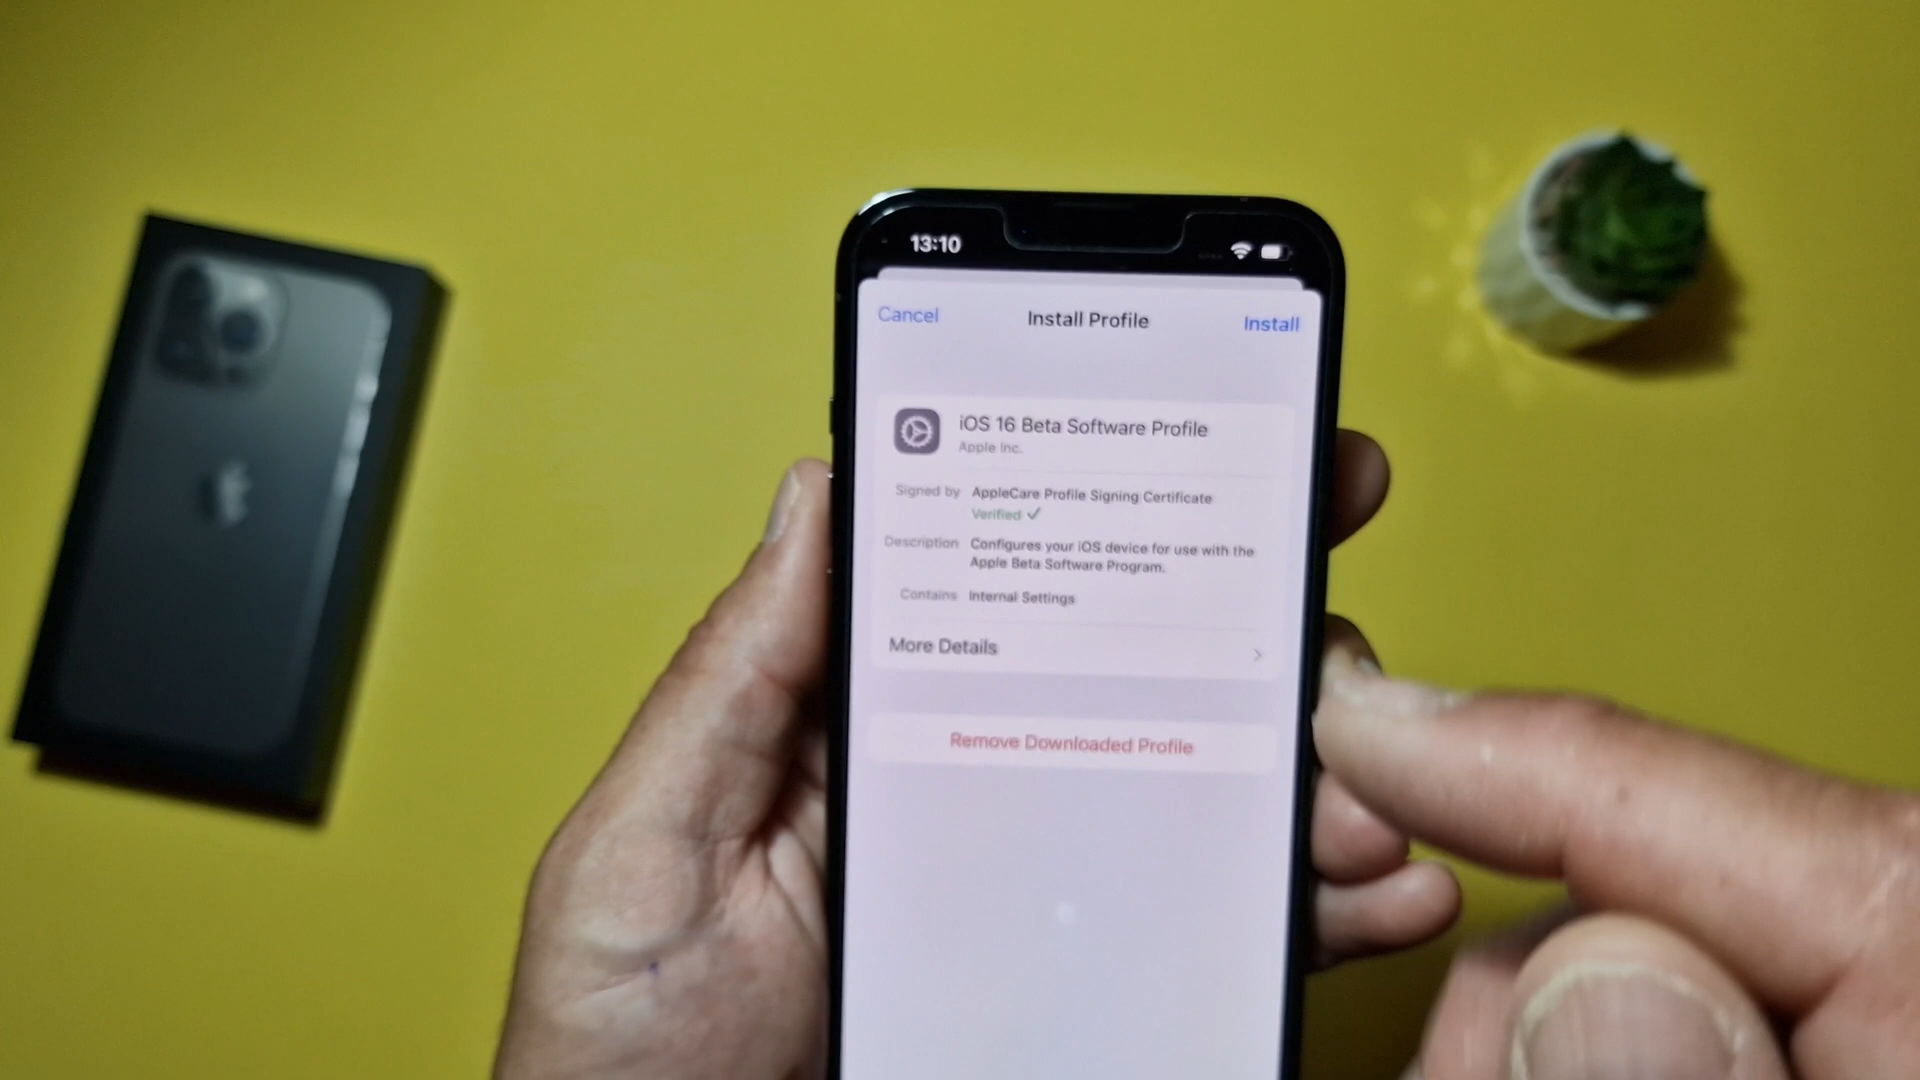 13:10
Cancel
Install Profile
Install
iOS 16 Beta Software Profile
Apple Inc.
Signed by
AppleCare Profile Signing Certificate
Verified ✓
Description
Configures your iOS device for use with the
Apple Beta Software Program.
Contains
Internal Settings
More Details
Remove Downloaded Profile